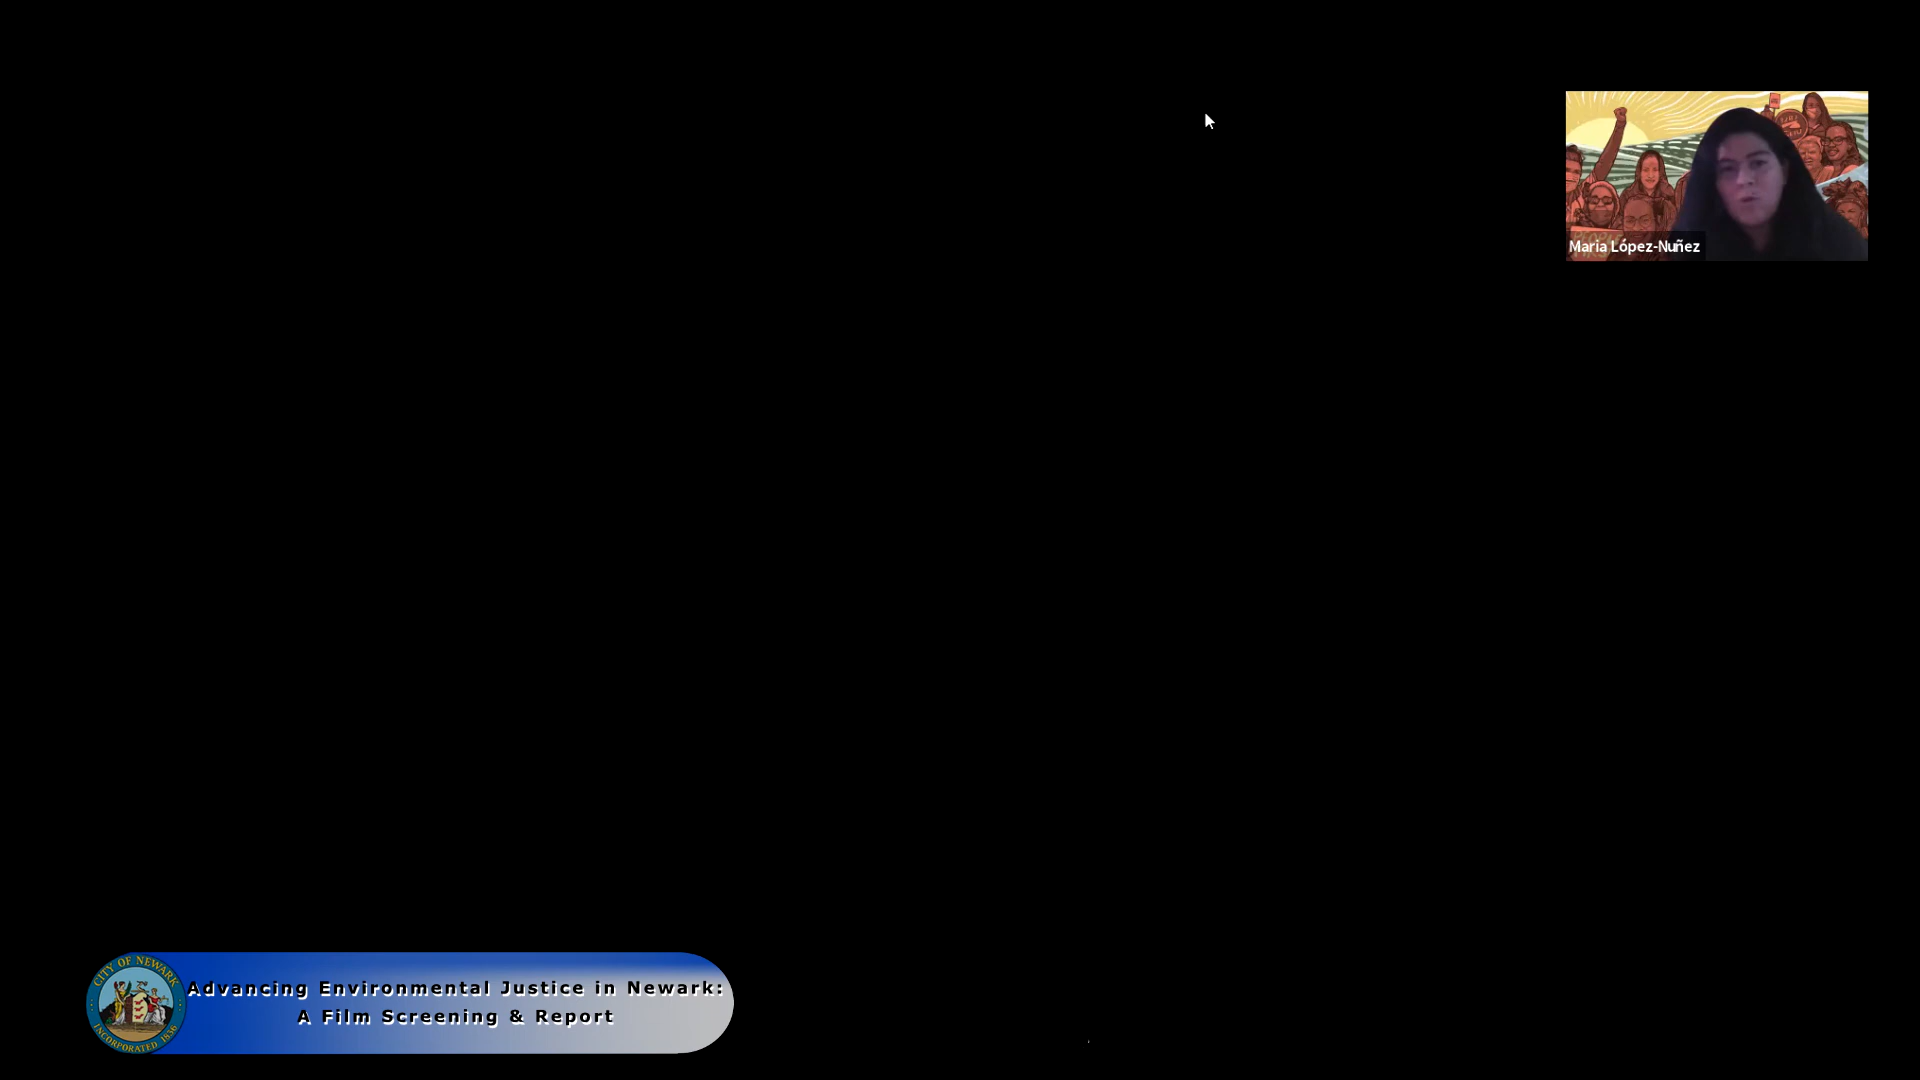 Maria López-Nuñez
CITY OF NEWARK
INCORPORATED 1836
Advancing Environmental Justice in Newark:
A Film Screening & Report